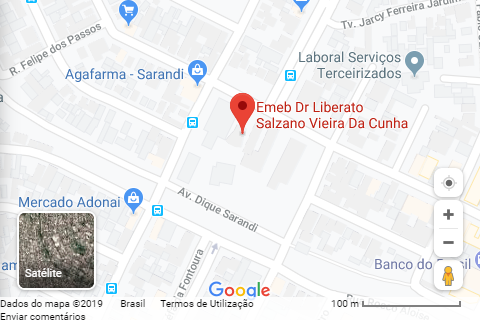 Tv. Jarcy Ferreira Jardim
R. Felipe dos Passos
Laboral Serviços
Terceirizados
Agafarma - Sarandi
Emeb Dr Liberato
Salzano Vieira Da Cunha
Mercado Adonai
Av. Dique Sarandi
Fontoura
Satélite
Banco do Brasil
Google
Dados do mapa ©2019 Brasil Termos de Utilização 100 m
Enviar comentários